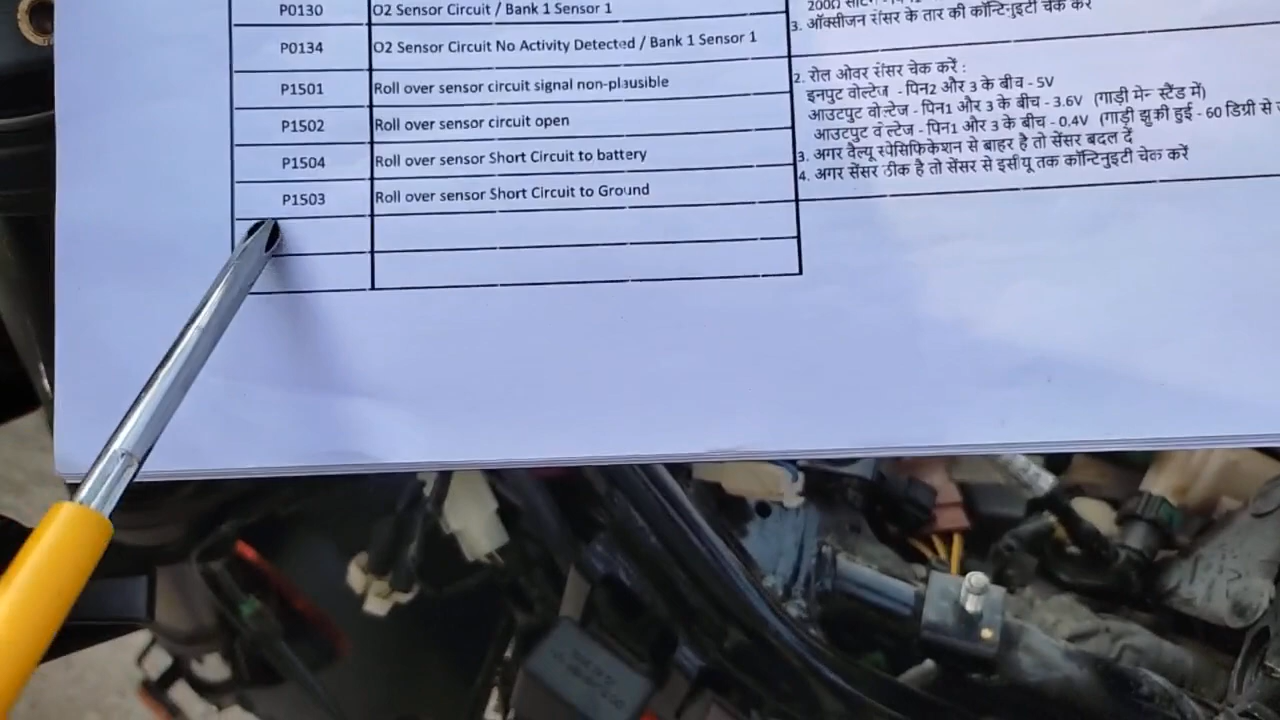 P0130 O2 Sensor Circuit / Bank 1 Sensor 1
P0134 O2 Sensor Circuit No Activity Detected / Bank 1 Sensor 1
P1501 Roll over sensor circuit signal non-plausible
P1502 Roll over sensor circuit open
P1504 Roll over sensor Short Circuit to battery
P1503 Roll over sensor Short Circuit to Ground
200Ω
3. ऑक्सीजन सेंसर के तार की कॉन्टिनुइटी चेक करें
2. रोल ओवर सेंसर चेक करें :
इनपुट वोल्टेज - पिन2 और 3 के बीच - 5V
आउटपुट वोल्टेज - पिन1 और 3 के बीच - 3.6V (गाड़ी मेन स्टैंड में)
आउटपुट वोल्टेज - पिन1 और 3 के बीच - 0.4V (गाड़ी झुकी हुई - 60 डिग्री से
3. अगर वैल्यू स्पेसिफिकेशन से बाहर है तो सेंसर बदल दें
4. अगर सेंसर ठीक है तो सेंसर से इसीयू तक कॉन्टिनुइटी चेक करें